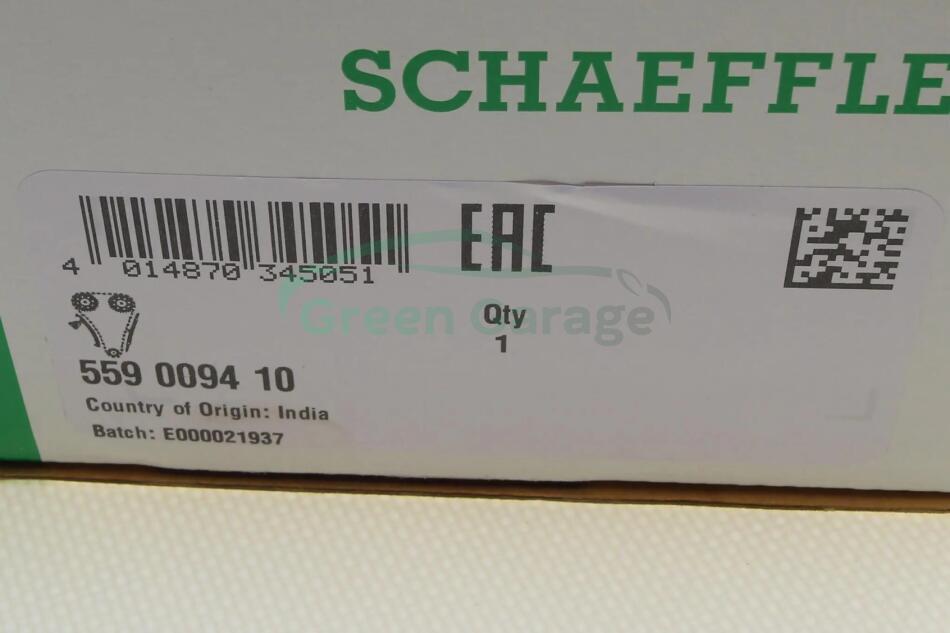 SCHAEFFLE
EAC
4 014870 345051
Green Garage
Qty
1
559 0094 10
Country of Origin: India
Batch: E000021937